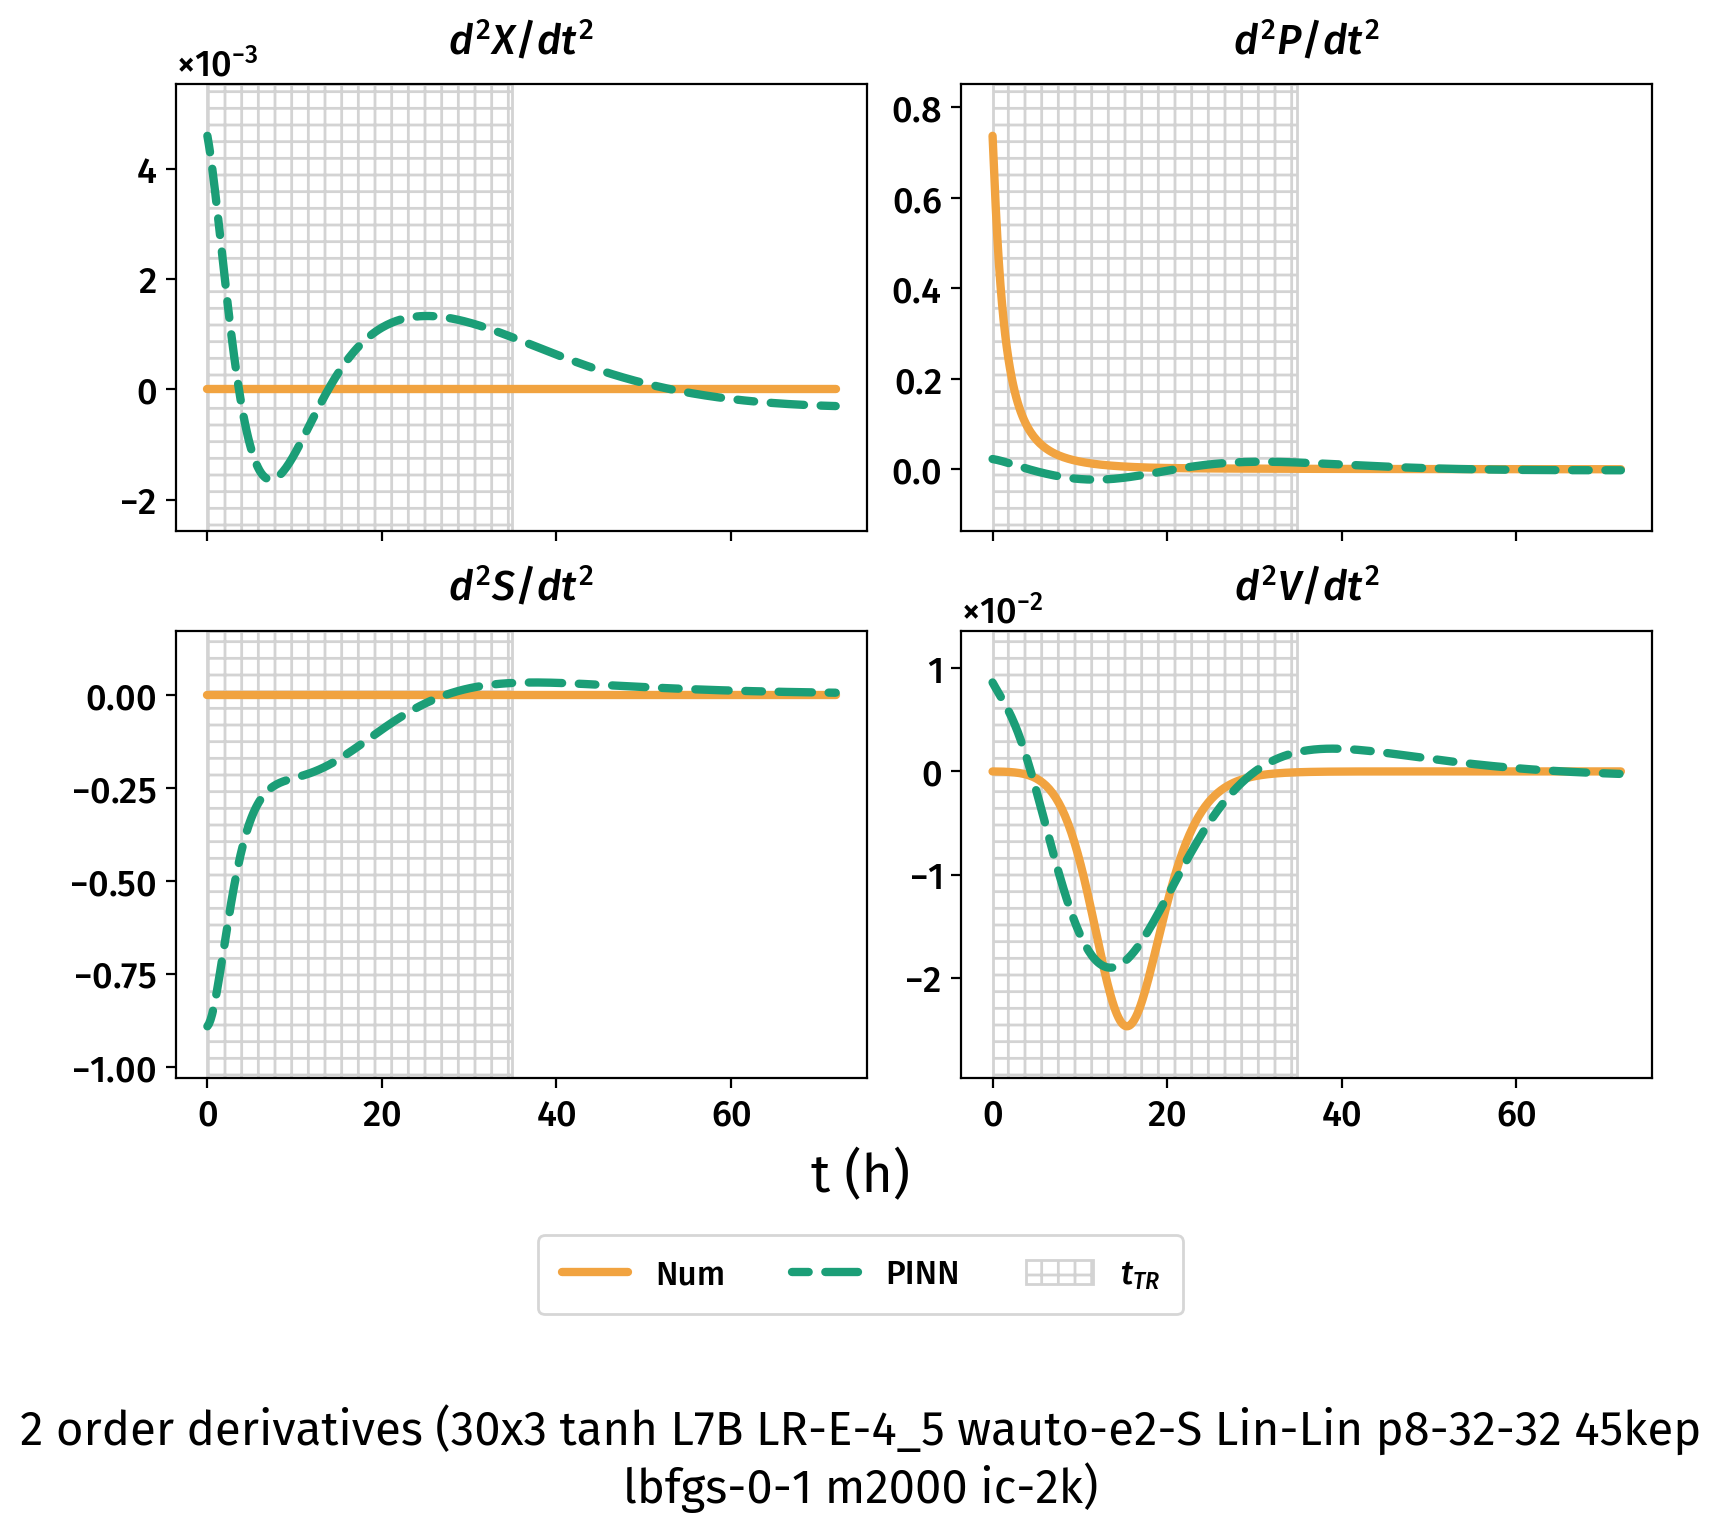 d²X/dt²
×10⁻³
4
2
0
−2
d²P/dt²
0.8
0.6
0.4
0.2
0.0
d²S/dt²
0.00
−0.25
−0.50
−0.75
−1.00
0 20 40 60
d²V/dt²
×10⁻²
1
0
−1
−2
0 20 40 60
t (h)
Num PINN t_TR
2 order derivatives (30x3 tanh L7B LR-E-4_5 wauto-e2-S Lin-Lin p8-32-32 45kep
lbfgs-0-1 m2000 ic-2k)